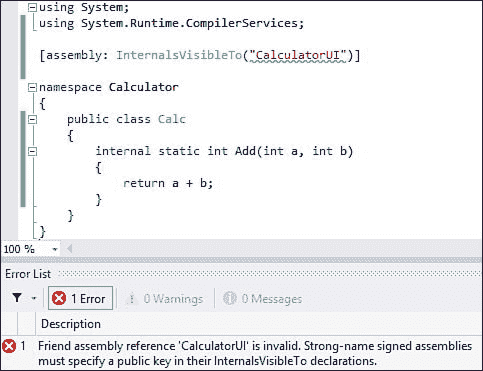 using System;
using System.Runtime.CompilerServices;
[assembly: InternalsVisibleTo("CalculatorUI")]
namespace Calculator
{
public class Calc
{
internal static int Add(int a, int b)
{
return a + b;
}
}
}
100 %
Error List
1 Error
0 Warnings
0 Messages
Description
1 Friend assembly reference 'CalculatorUI' is invalid. Strong-name signed assemblies
must specify a public key in their InternalsVisibleTo declarations.